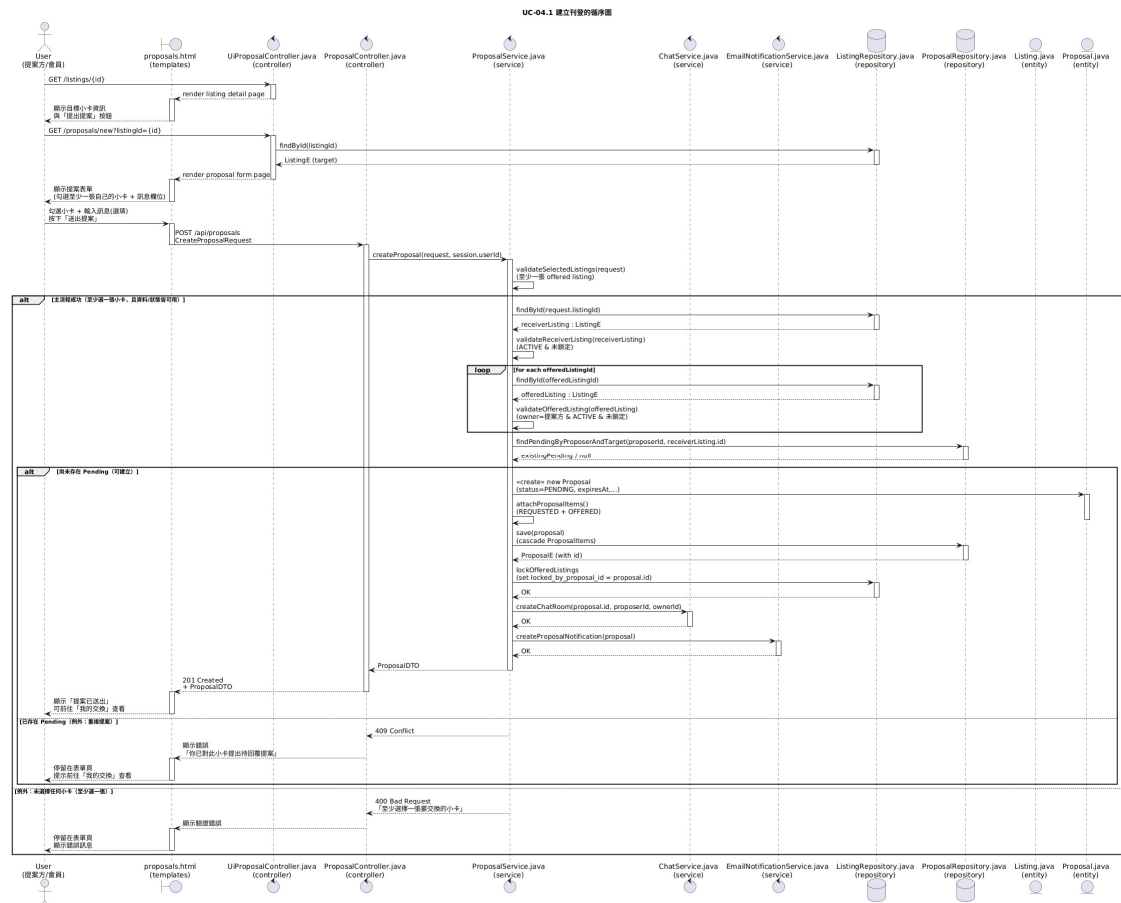 UC-04.1 建立刊登的循序圖
User
(提案方/會員)
proposals.html
(templates)
UiProposalController.java
(controller)
ProposalController.java
(controller)
ProposalService.java
(service)
ChatService.java
(service)
EmailNotificationService.java
(service)
ListingRepository.java
(repository)
ProposalRepository.java
(repository)
Listing.java
(entity)
Proposal.java
(entity)
GET /listings/{id}
render listing detail page
顯示目標小卡資訊
與「提出提案」按鈕
GET /proposals/new?listingId={id}
findById(listingId)
ListingE (target)
render proposal form page
顯示提案表單
(勾選至少一張自己的小卡 + 訊息欄位)
勾選小卡 + 輸入訊息(選填)
按下「送出提案」
POST /api/proposals
CreateProposalRequest
createProposal(request, session.userId)
validateSelectedListings(request)
(至少一張 offered listing)
alt [主流程成功（至少選一張小卡，且資料/狀態皆可用）]
findById(request.listingId)
receiverListing : ListingE
validateReceiverListing(receiverListing)
(ACTIVE & 未鎖定)
loop [for each offeredListingId]
findById(offeredListingId)
offeredListing : ListingE
validateOfferedListing(offeredListing)
(owner=提案方 & ACTIVE & 未鎖定)
findPendingByProposerAndTarget(proposerId, receiverListing.id)
existingPending / null
alt [尚未存在 Pending（可建立）]
«create» new Proposal
(status=PENDING, expiresAt,...)
attachProposalItems()
(REQUESTED + OFFERED)
save(proposal)
(cascade ProposalItems)
ProposalE (with id)
lockOfferedListings
(set locked_by_proposal_id = proposal.id)
OK
createChatRoom(proposal.id, proposerId, ownerId)
OK
createProposalNotification(proposal)
OK
ProposalDTO
201 Created
+ ProposalDTO
顯示「提案已送出」
可前往「我的交換」查看
[已存在 Pending（例外：重複提案）]
409 Conflict
顯示錯誤
「你已對此小卡提出待回覆提案」
停留在表單頁
提示前往「我的交換」查看
[例外：未選擇任何小卡（至少選一張）]
400 Bad Request
「至少選擇一張要交換的小卡」
顯示驗證錯誤
停留在表單頁
顯示錯誤訊息
User
(提案方/會員)
proposals.html
(templates)
UiProposalController.java
(controller)
ProposalController.java
(controller)
ProposalService.java
(service)
ChatService.java
(service)
EmailNotificationService.java
(service)
ListingRepository.java
(repository)
ProposalRepository.java
(repository)
Listing.java
(entity)
Proposal.java
(entity)